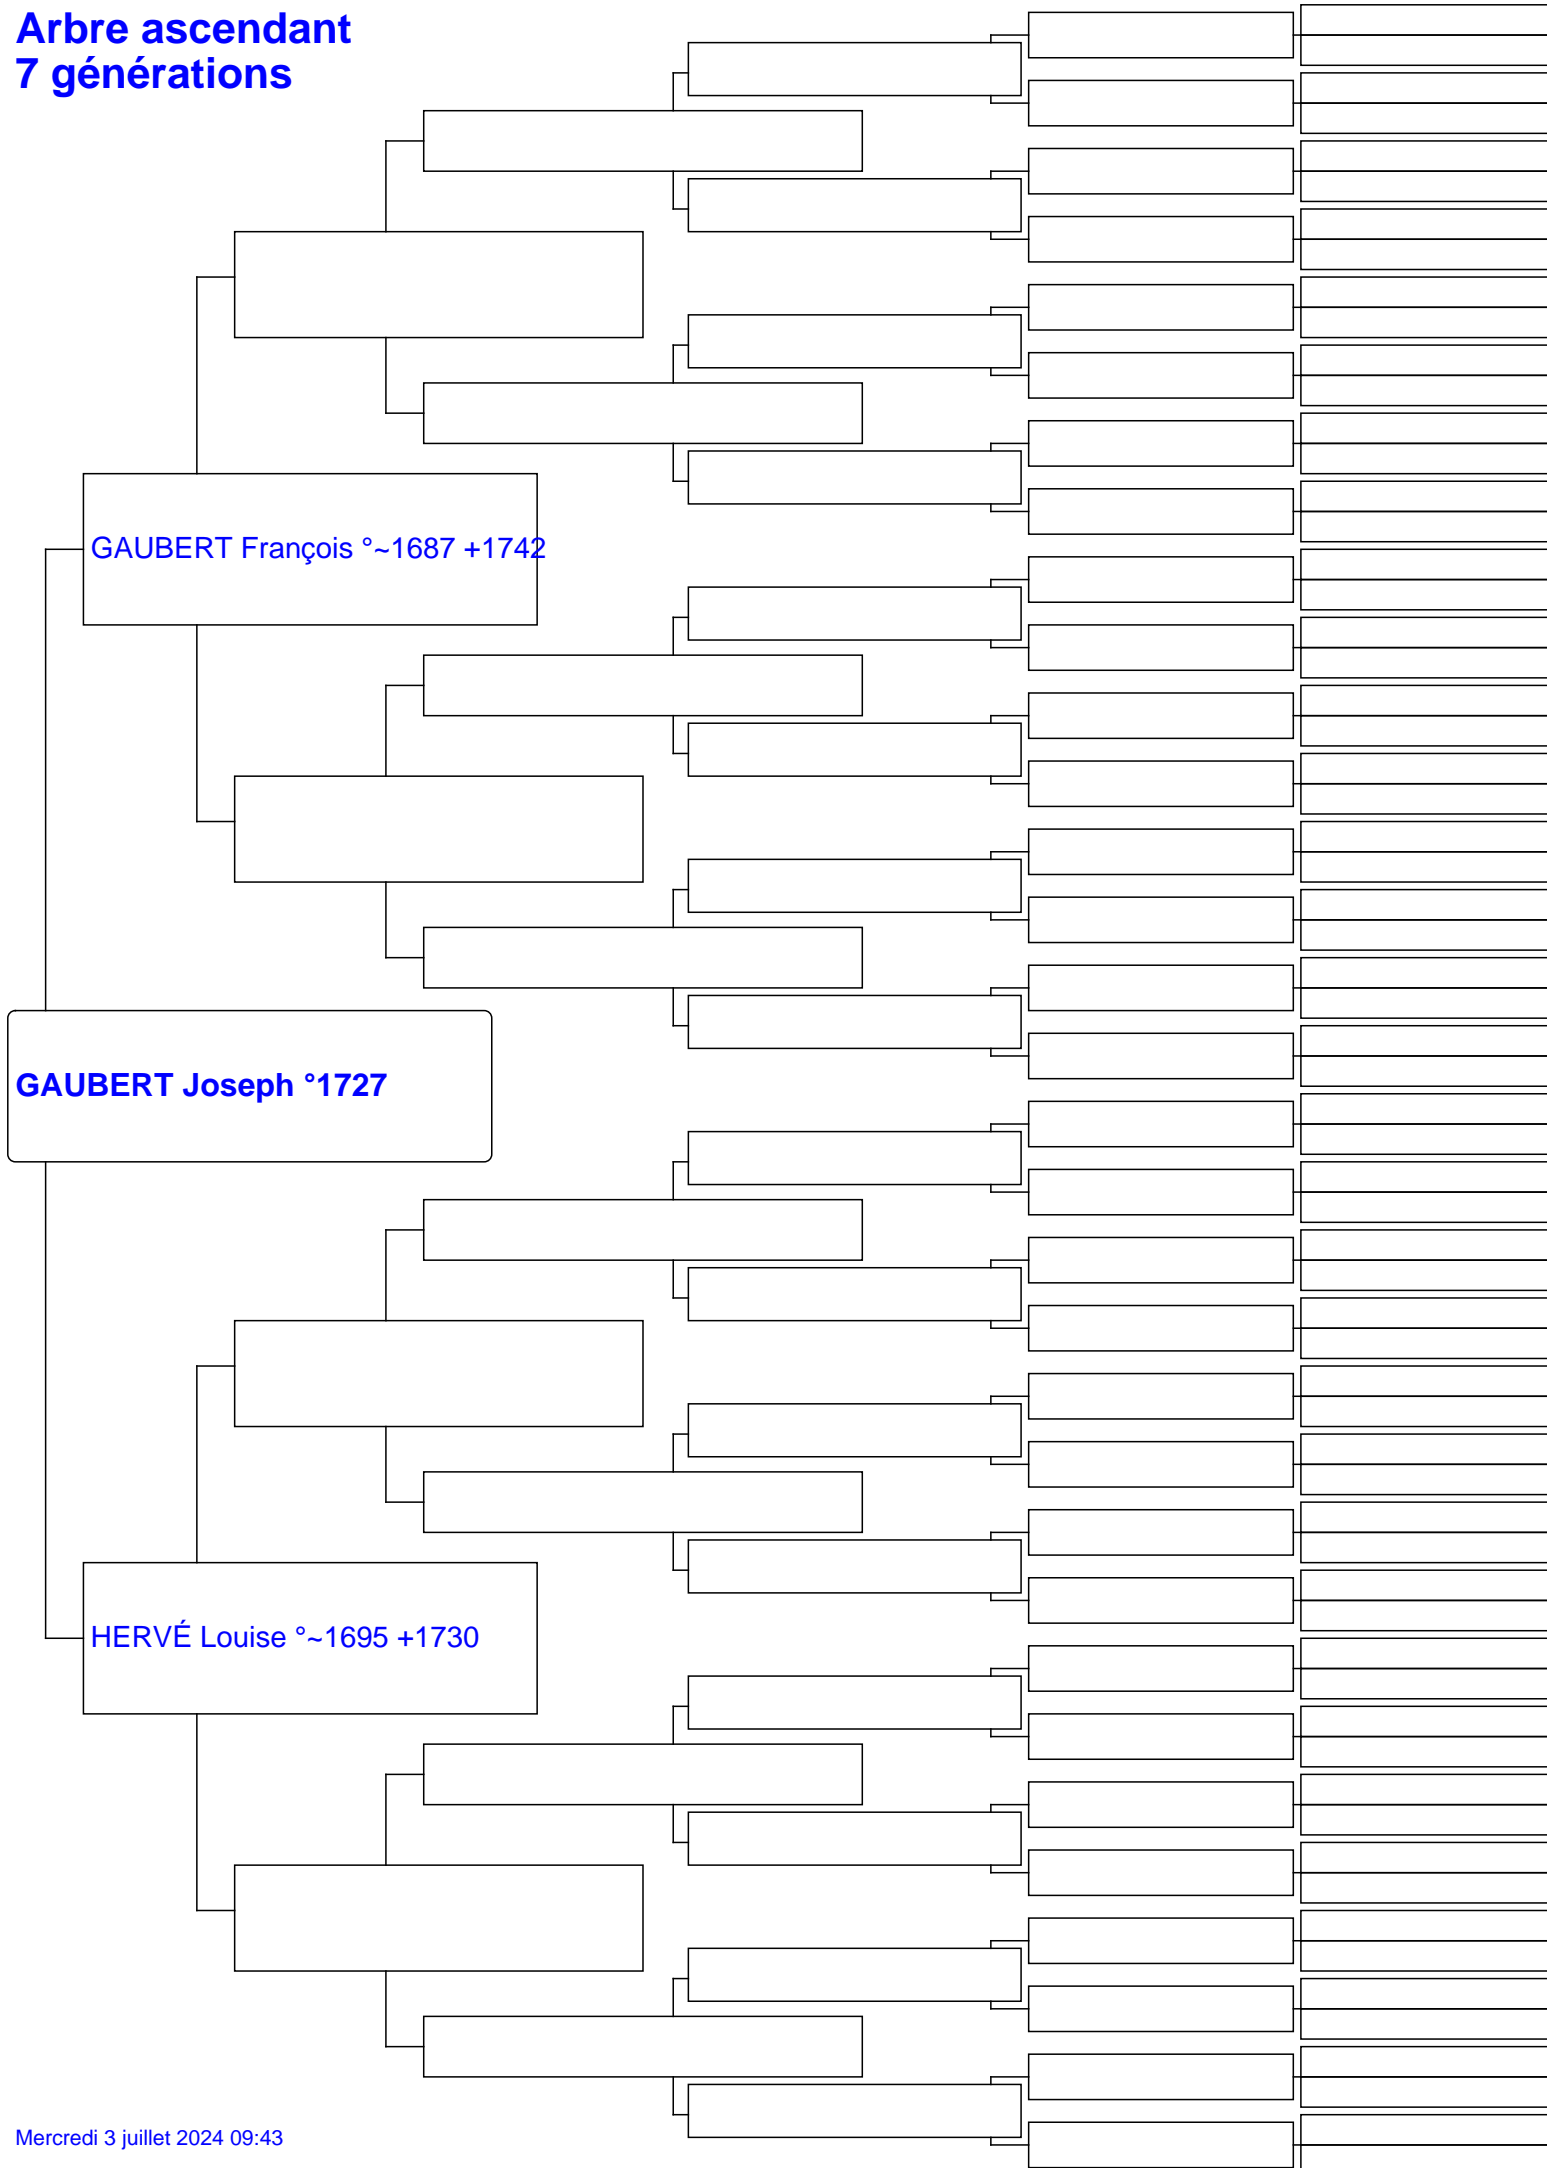 Arbre ascendant
7 générations
GAUBERT François °~1687 +1742
GAUBERT Joseph °1727
HERVÉ Louise °~1695 +1730
Mercredi 3 juillet 2024 09:43